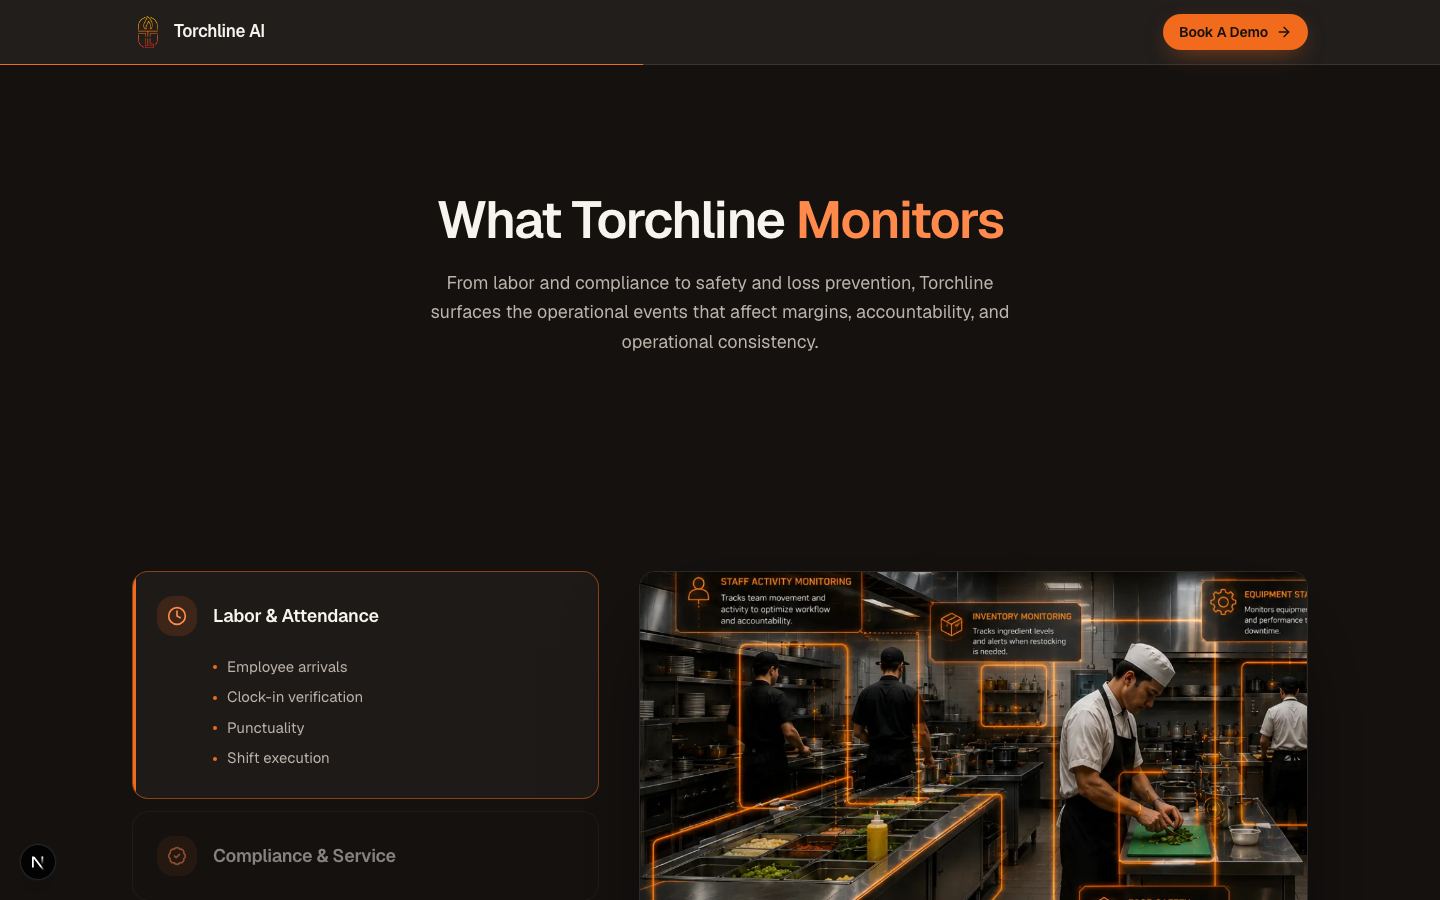 Torchline AI
Book A Demo
What Torchline Monitors
From labor and compliance to safety and loss prevention, Torchline
surfaces the operational events that affect margins, accountability, and
operational consistency.
Labor & Attendance
Employee arrivals
Clock-in verification
Punctuality
Shift execution
Compliance & Service
STAFF ACTIVITY MONITORING
Tracks team movement and
activity to optimize workflow
and accountability.
INVENTORY MONITORING
Tracks ingredient levels
and alerts when restocking
is needed.
EQUIPMENT STA
Monitors equipmen
and performance t
downtime.
N